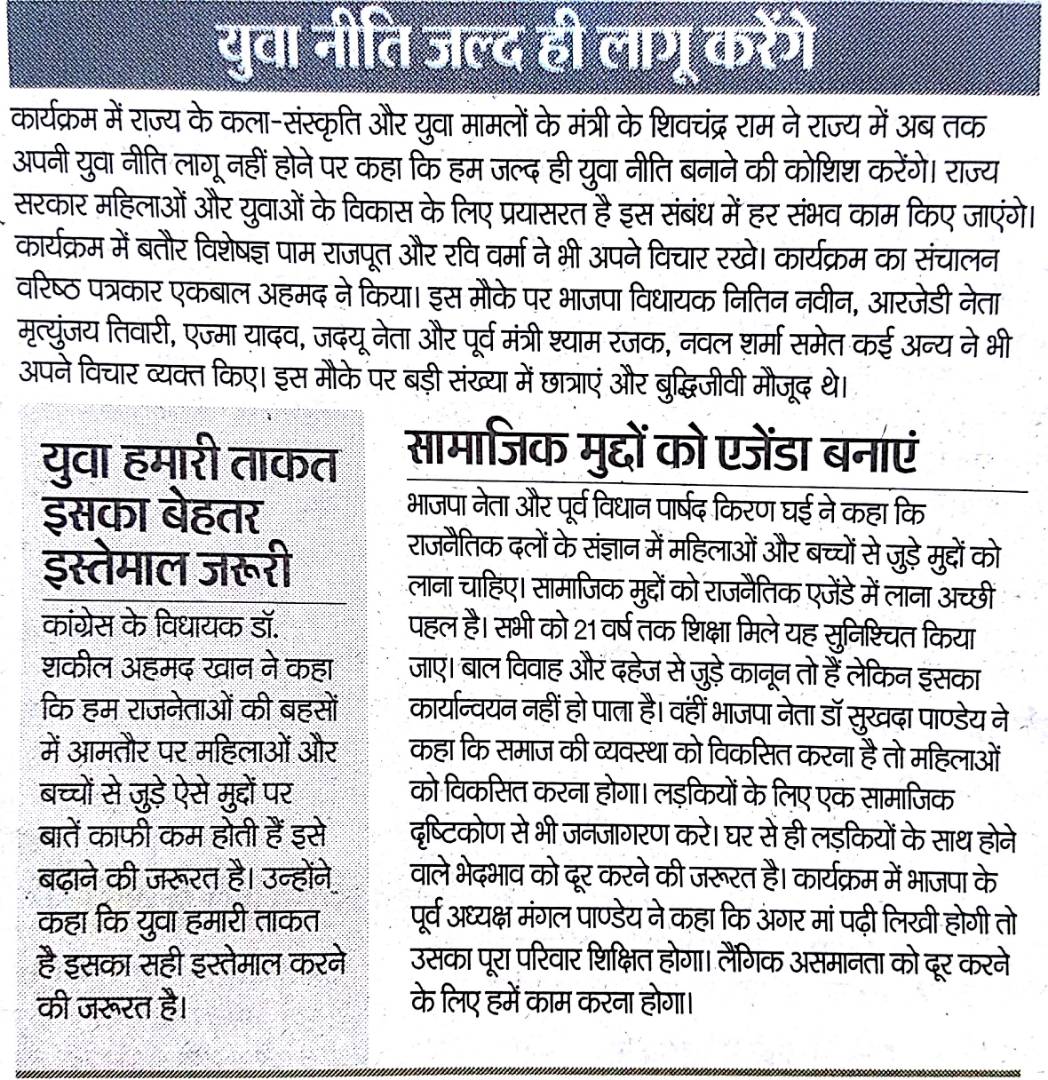 युवा नीति जल्द ही लागू करेंगे
कार्यक्रम में राज्य के कला-संस्कृति और युवा मामलों के मंत्री के शिवचंद्र राम ने राज्य में अब तक
अपनी युवा नीति लागू नहीं होने पर कहा कि हम जल्द ही युवा नीति बनाने की कोशिश करेंगे। राज्य
सरकार महिलाओं और युवाओं के विकास के लिए प्रयासरत है इस संबंध में हर संभव काम किए जाएंगे।
कार्यक्रम में बतौर विशेषज्ञ पाम राजपूत और रवि वर्मा ने भी अपने विचार रखे। कार्यक्रम का संचालन
वरिष्ठ पत्रकार एकबाल अहमद ने किया। इस मौके पर भाजपा विधायक नितिन नवीन, आरजेडी नेता
मृत्युंजय तिवारी, एज्मा यादव, जदयू नेता और पूर्व मंत्री श्याम रजक, नवल शर्मा समेत कई अन्य ने भी
अपने विचार व्यक्त किए। इस मौके पर बड़ी संख्या में छात्राएं और बुद्धिजीवी मौजूद थे।
युवा हमारी ताकत
इसका बेहतर
इस्तेमाल जरूरी
कांग्रेस के विधायक डॉ.
शकील अहमद खान ने कहा
कि हम राजनेताओं की बहसों
में आमतौर पर महिलाओं और
बच्चों से जुड़े ऐसे मुद्दों पर
बातें काफी कम होती हैं इसे
बढ़ाने की जरूरत है। उन्होंने
कहा कि युवा हमारी ताकत
है इसका सही इस्तेमाल करने
की जरूरत है।
सामाजिक मुद्दों को एजेंडा बनाएं
भाजपा नेता और पूर्व विधान पार्षद किरण घई ने कहा कि
राजनैतिक दलों के संज्ञान में महिलाओं और बच्चों से जुड़े मुद्दों को
लाना चाहिए। सामाजिक मुद्दों को राजनैतिक एजेंडे में लाना अच्छी
पहल है। सभी को 21 वर्ष तक शिक्षा मिले यह सुनिश्चित किया
जाए। बाल विवाह और दहेज से जुड़े कानून तो हैं लेकिन इसका
कार्यान्वयन नहीं हो पाता है। वहीं भाजपा नेता डॉ सुखदा पाण्डेय ने
कहा कि समाज की व्यवस्था को विकसित करना है तो महिलाओं
को विकसित करना होगा। लड़कियों के लिए एक सामाजिक
दृष्टिकोण से भी जनजागरण करे। घर से ही लड़कियों के साथ होने
वाले भेदभाव को दूर करने की जरूरत है। कार्यक्रम में भाजपा के
पूर्व अध्यक्ष मंगल पाण्डेय ने कहा कि अगर मां पढ़ी लिखी होगी तो
उसका पूरा परिवार शिक्षित होगा। लैंगिक असमानता को दूर करने
के लिए हमें काम करना होगा।